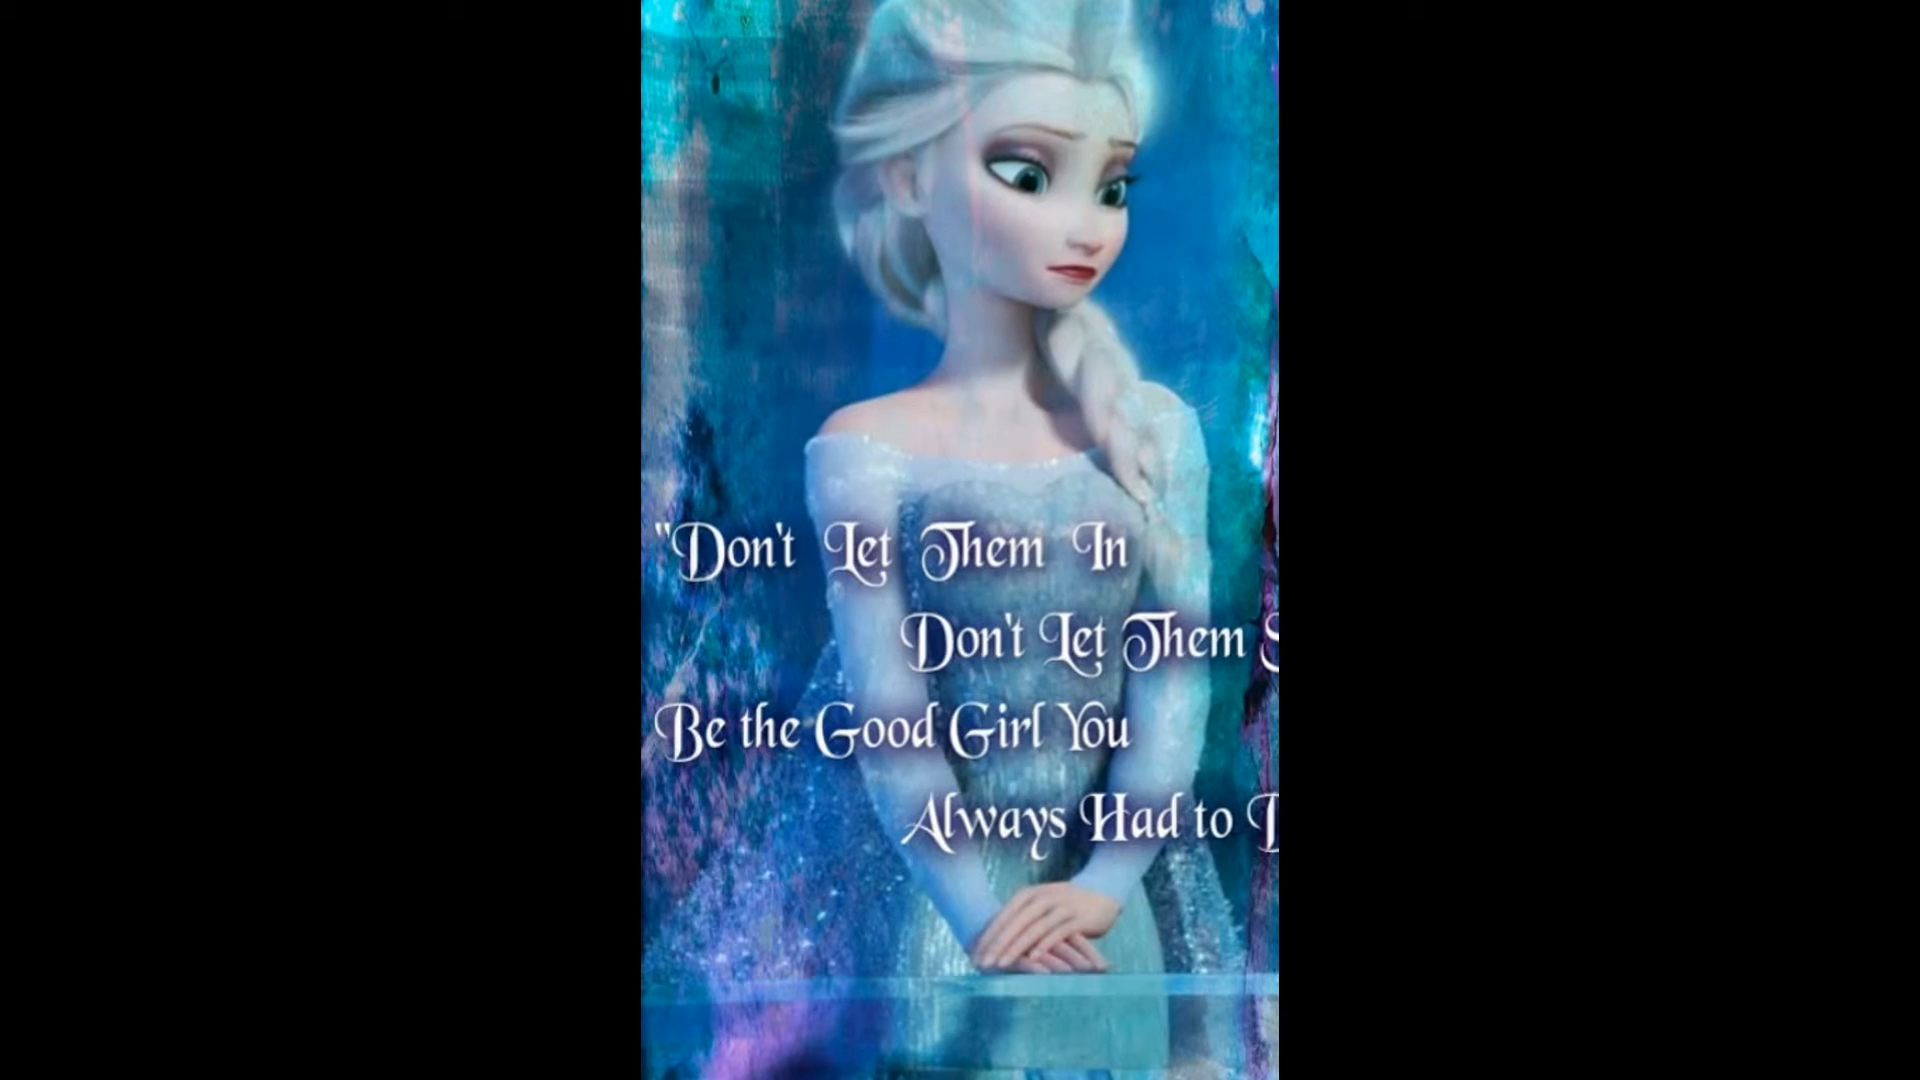 "Don't Let Them In
Don't Let Them
Be the Good Girl You
Always Had to